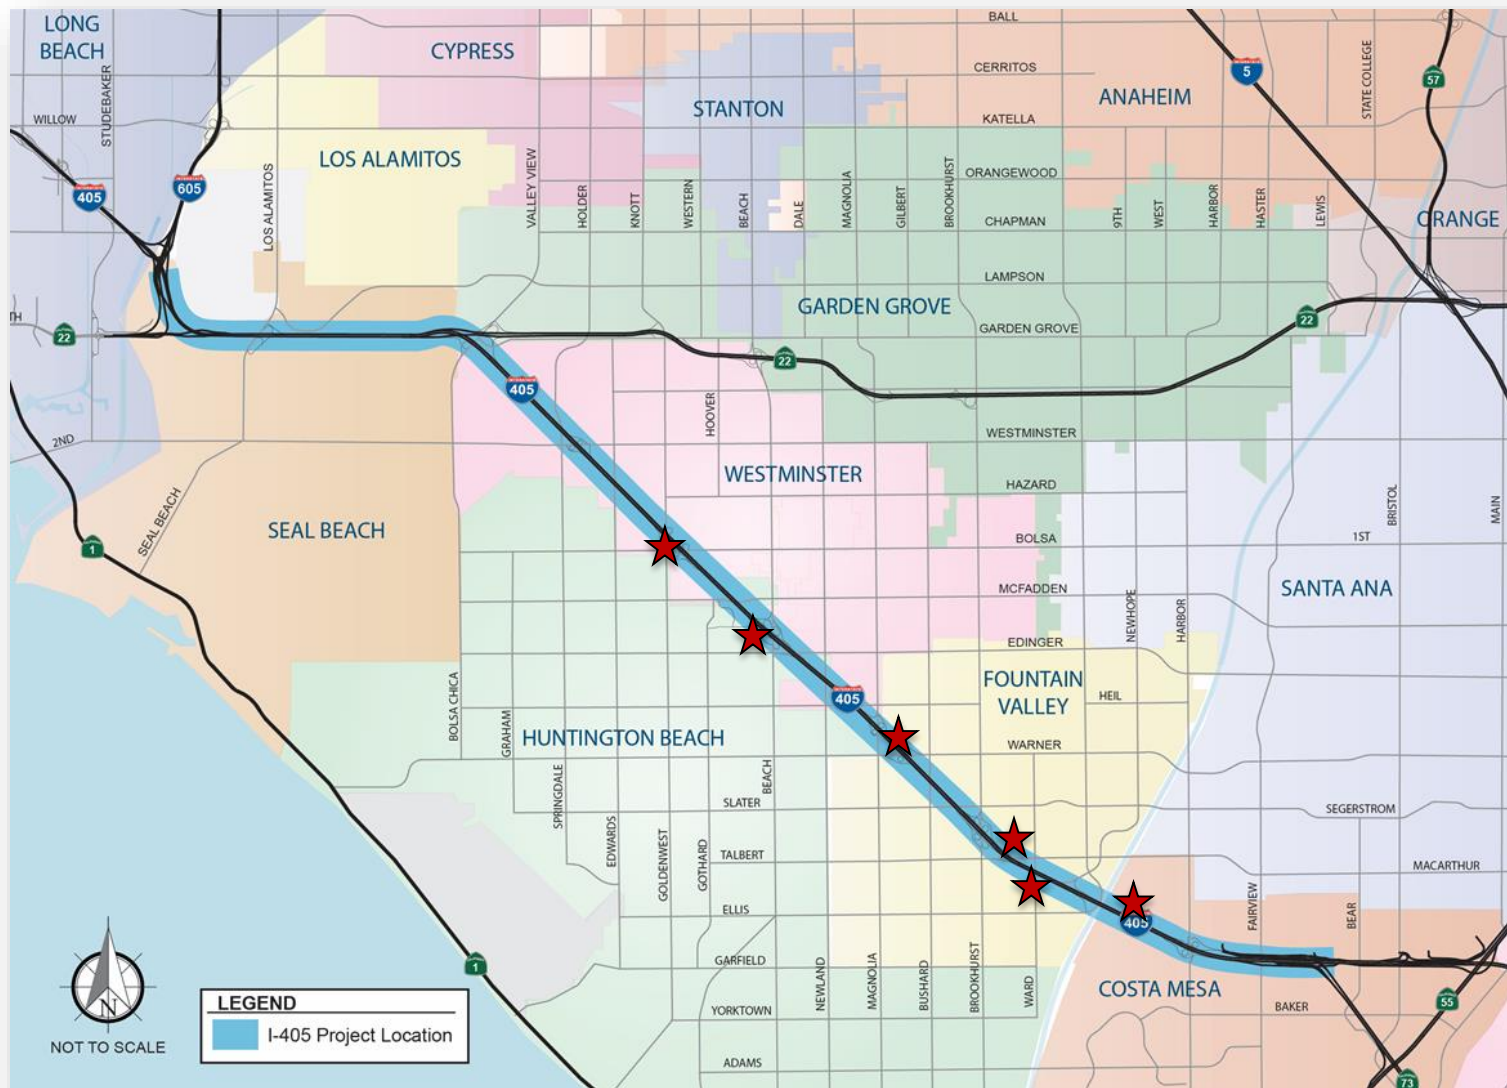 LONG
BEACH
CYPRESS
BALL
CERRITOS
5
STATE COLLEGE
57
STUDEBAKER
WILLOW
STANTON
ANAHEIM
KATELLA
LOS ALAMITOS
405
605
LOS ALAMITOS
VALLEY VIEW
HOLDER
KNOTT
WESTERN
BEACH
DALE
MAGNOLIA
GILBERT
BROOKHURST
ORANGEWOOD
CHAPMAN
9TH
WEST
HARBOR
HASTER
LEWIS
ORANGE
LAMPSON
GARDEN GROVE
GARDEN GROVE
22
TH
22
22
405
HOOVER
WESTMINSTER
2ND
WESTMINSTER
HAZARD
SEAL BEACH
SEAL BEACH
1
BOLSA
1ST
BRISTOL
MAIN
MCFADDEN
SANTA ANA
NEWHOPE
HARBOR
EDINGER
FOUNTAIN
VALLEY
HEIL
405
BOLSA CHICA
GRAHAM
HUNTINGTON BEACH
WARNER
SPRINGDALE
EDWARDS
GOLDENWEST
GOTHARD
BEACH
SLATER
SEGERSTROM
TALBERT
MACARTHUR
ELLIS
405
FAIRVIEW
BEAR
GARFIELD
NEWLAND
MAGNOLIA
BUSHARD
BROOKHURST
WARD
COSTA MESA
1
YORKTOWN
BAKER
55
ADAMS
73
N
NOT TO SCALE
LEGEND
I-405 Project Location